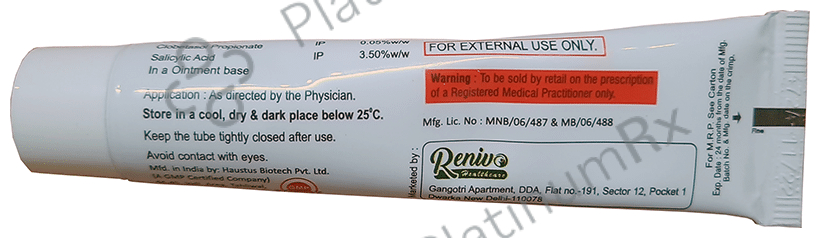 Clobetasol Propionate IP 0.05%w/w
Salicylic Acid IP 3.50%w/w
In a Ointment base
Application : As directed by the Physician.
Store in a cool, dry & dark place below 25°C.
Keep the tube tightly closed after use.
Avoid contact with eyes.
Mfd. in India by: Haustus Biotech Pvt. Ltd.
(A GMP Certified Company)
GMP
FOR EXTERNAL USE ONLY.
Warning : To be sold by retail on the prescription
of a Registered Medical Practitioner only.
Mfg. Lic. No : MNB/06/487 & MB/06/488
Marketed by :
Renivo
Healthcare
Gangotri Apartment, DDA, Flat no.-191, Sector 12, Pocket 1
Dwarka New Delhi-110078
For M.R.P. See Carton
Exp. Date : 24 months from the date of Mfg.
Batch No. & Mfg. date on the crimp.
PlatinumRx